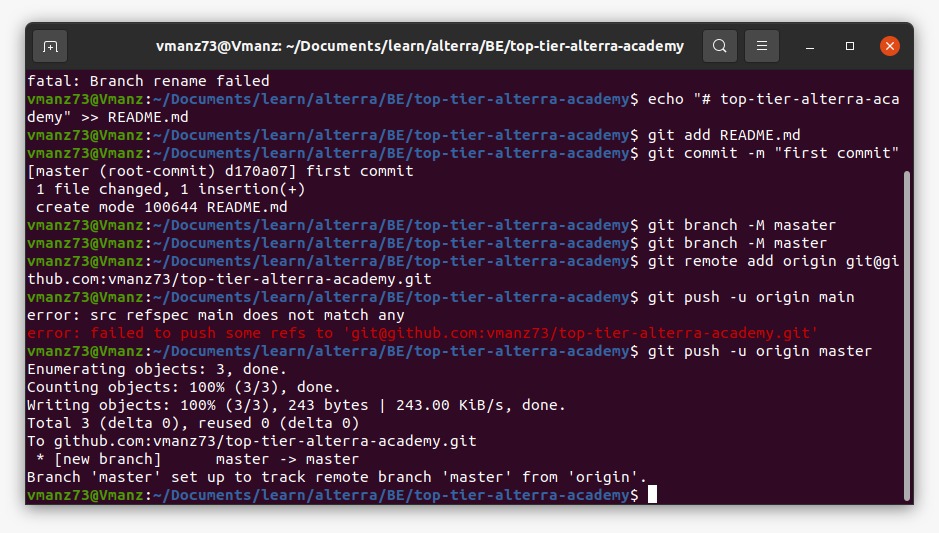 vmanz73@Vmanz: ~/Documents/learn/alterra/BE/top-tier-alterra-academy
fatal: Branch rename failed
vmanz73@Vmanz:~/Documents/learn/alterra/BE/top-tier-alterra-academy$ echo "# top-tier-alterra-aca
demy" >> README.md
vmanz73@Vmanz:~/Documents/learn/alterra/BE/top-tier-alterra-academy$ git add README.md
vmanz73@Vmanz:~/Documents/learn/alterra/BE/top-tier-alterra-academy$ git commit -m "first commit"
[master (root-commit) d170a07] first commit
 1 file changed, 1 insertion(+)
 create mode 100644 README.md
vmanz73@Vmanz:~/Documents/learn/alterra/BE/top-tier-alterra-academy$ git branch -M masater
vmanz73@Vmanz:~/Documents/learn/alterra/BE/top-tier-alterra-academy$ git branch -M master
vmanz73@Vmanz:~/Documents/learn/alterra/BE/top-tier-alterra-academy$ git remote add origin git@gi
thub.com:vmanz73/top-tier-alterra-academy.git
vmanz73@Vmanz:~/Documents/learn/alterra/BE/top-tier-alterra-academy$ git push -u origin main
error: src refspec main does not match any
error: failed to push some refs to 'git@github.com:vmanz73/top-tier-alterra-academy.git'
vmanz73@Vmanz:~/Documents/learn/alterra/BE/top-tier-alterra-academy$ git push -u origin master
Enumerating objects: 3, done.
Counting objects: 100% (3/3), done.
Writing objects: 100% (3/3), 243 bytes | 243.00 KiB/s, done.
Total 3 (delta 0), reused 0 (delta 0)
To github.com:vmanz73/top-tier-alterra-academy.git
 * [new branch]      master -> master
Branch 'master' set up to track remote branch 'master' from 'origin'.
vmanz73@Vmanz:~/Documents/learn/alterra/BE/top-tier-alterra-academy$